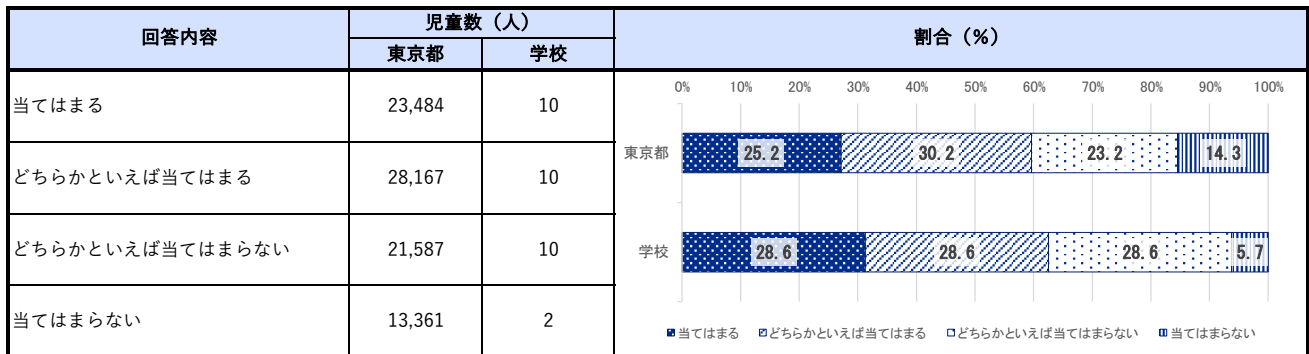 回答内容 児童数（人） 割合（%）
東京都 学校
当てはまる 23,484 10
どちらかといえば当てはまる 28,167 10
どちらかといえば当てはまらない 21,587 10
当てはまらない 13,361 2
0% 10% 20% 30% 40% 50% 60% 70% 80% 90% 100%
東京都 25.2 30.2 23.2 14.3
学校 28.6 28.6 28.6 5.7
当てはまる どちらかといえば当てはまる どちらかといえば当てはまらない 当てはまらない